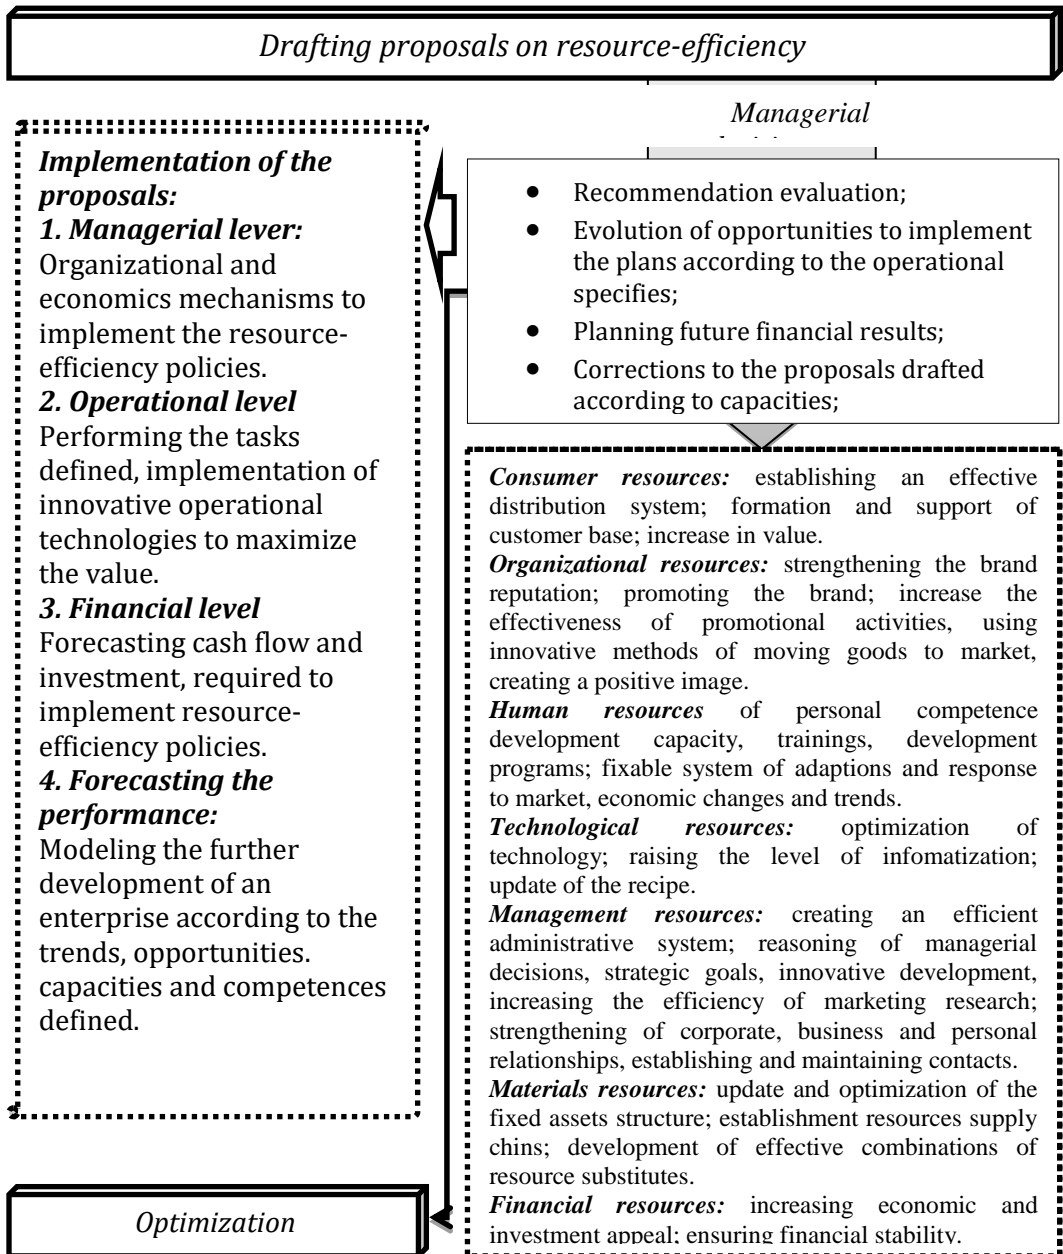 Drafting proposals on resource-efficiency
Managerial
Implementation of the
proposals:
1. Managerial lever:
Organizational and
economics mechanisms to
implement the resource-
efficiency policies.
2. Operational level
Performing the tasks
defined, implementation of
innovative operational
technologies to maximize
the value.
3. Financial level
Forecasting cash flow and
investment, required to
implement resource-
efficiency policies.
4. Forecasting the
performance:
Modeling the further
development of an
enterprise according to the
trends, opportunities.
capacities and competences
defined.
● Recommendation evaluation;
● Evolution of opportunities to implement
the plans according to the operational
specifies;
● Planning future financial results;
● Corrections to the proposals drafted
according to capacities;
Consumer resources: establishing an effective
distribution system; formation and support of
customer base; increase in value.
Organizational resources: strengthening the brand
reputation; promoting the brand; increase the
effectiveness of promotional activities, using
innovative methods of moving goods to market,
creating a positive image.
Human resources of personal competence
development capacity, trainings, development
programs; fixable system of adaptions and response
to market, economic changes and trends.
Technological resources: optimization of
technology; raising the level of infomatization;
update of the recipe.
Management resources: creating an efficient
administrative system; reasoning of managerial
decisions, strategic goals, innovative development,
increasing the efficiency of marketing research;
strengthening of corporate, business and personal
relationships, establishing and maintaining contacts.
Materials resources: update and optimization of the
fixed assets structure; establishment resources supply
chins; development of effective combinations of
resource substitutes.
Financial resources: increasing economic and
investment appeal; ensuring financial stability.
Optimization